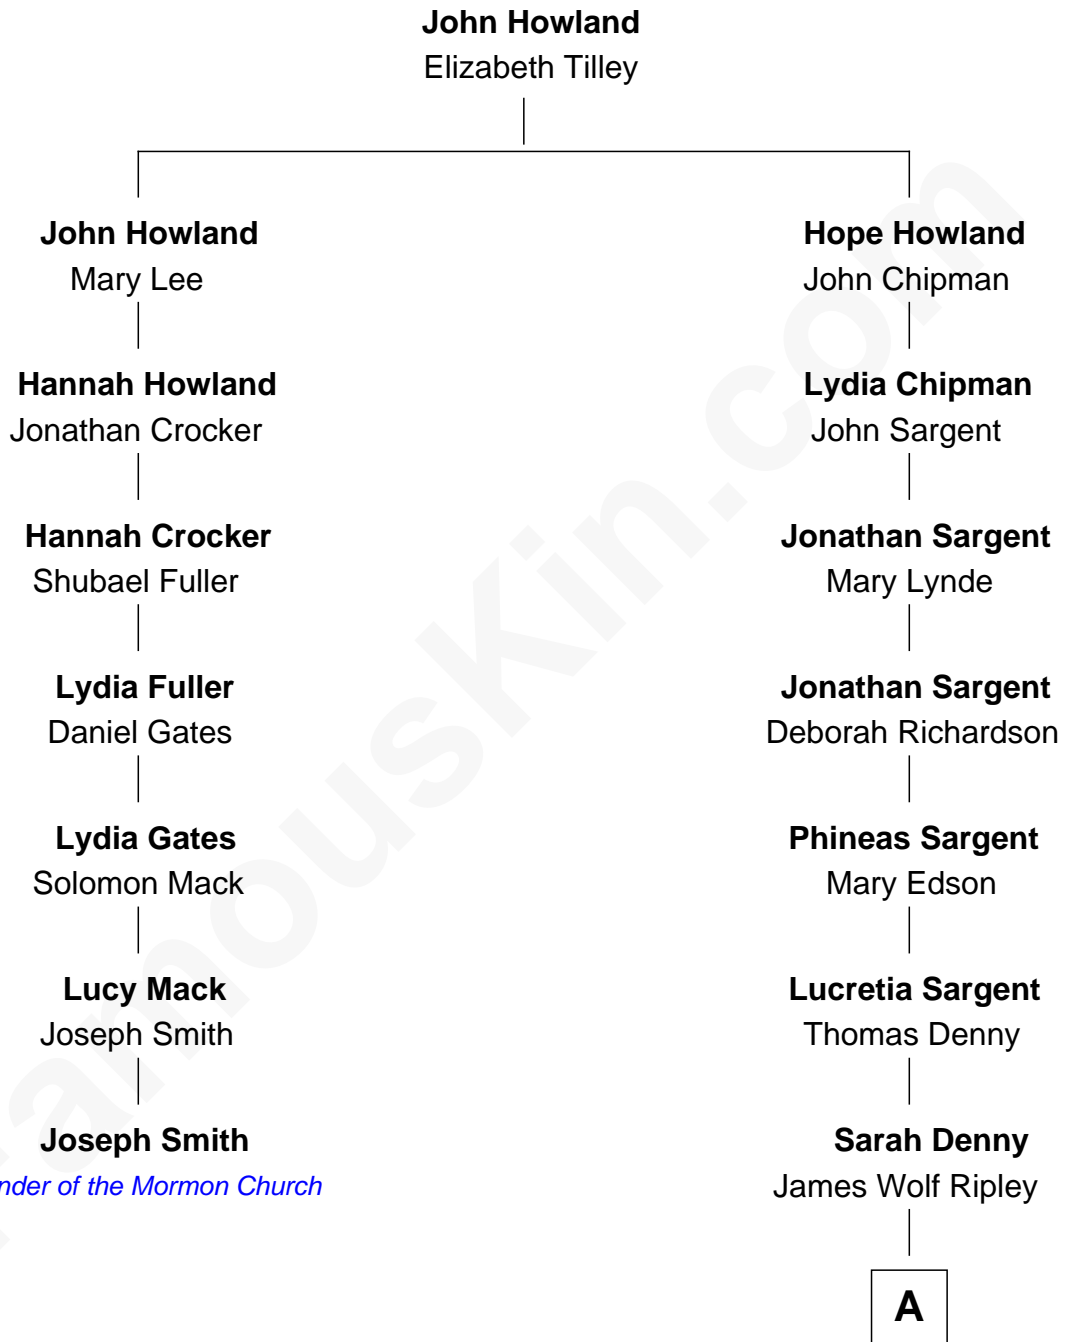 John Howland
Elizabeth Tilley
John Howland
Mary Lee
Hope Howland
John Chipman
Hannah Howland
Jonathan Crocker
Lydia Chipman
John Sargent
Hannah Crocker
Shubael Fuller
Jonathan Sargent
Mary Lynde
Lydia Fuller
Daniel Gates
Jonathan Sargent
Deborah Richardson
Lydia Gates
Solomon Mack
Phineas Sargent
Mary Edson
Lucy Mack
Joseph Smith
Lucretia Sargent
Thomas Denny
Joseph Smith
nder of the Mormon Church
Sarah Denny
James Wolf Ripley
A
FamousKin.com